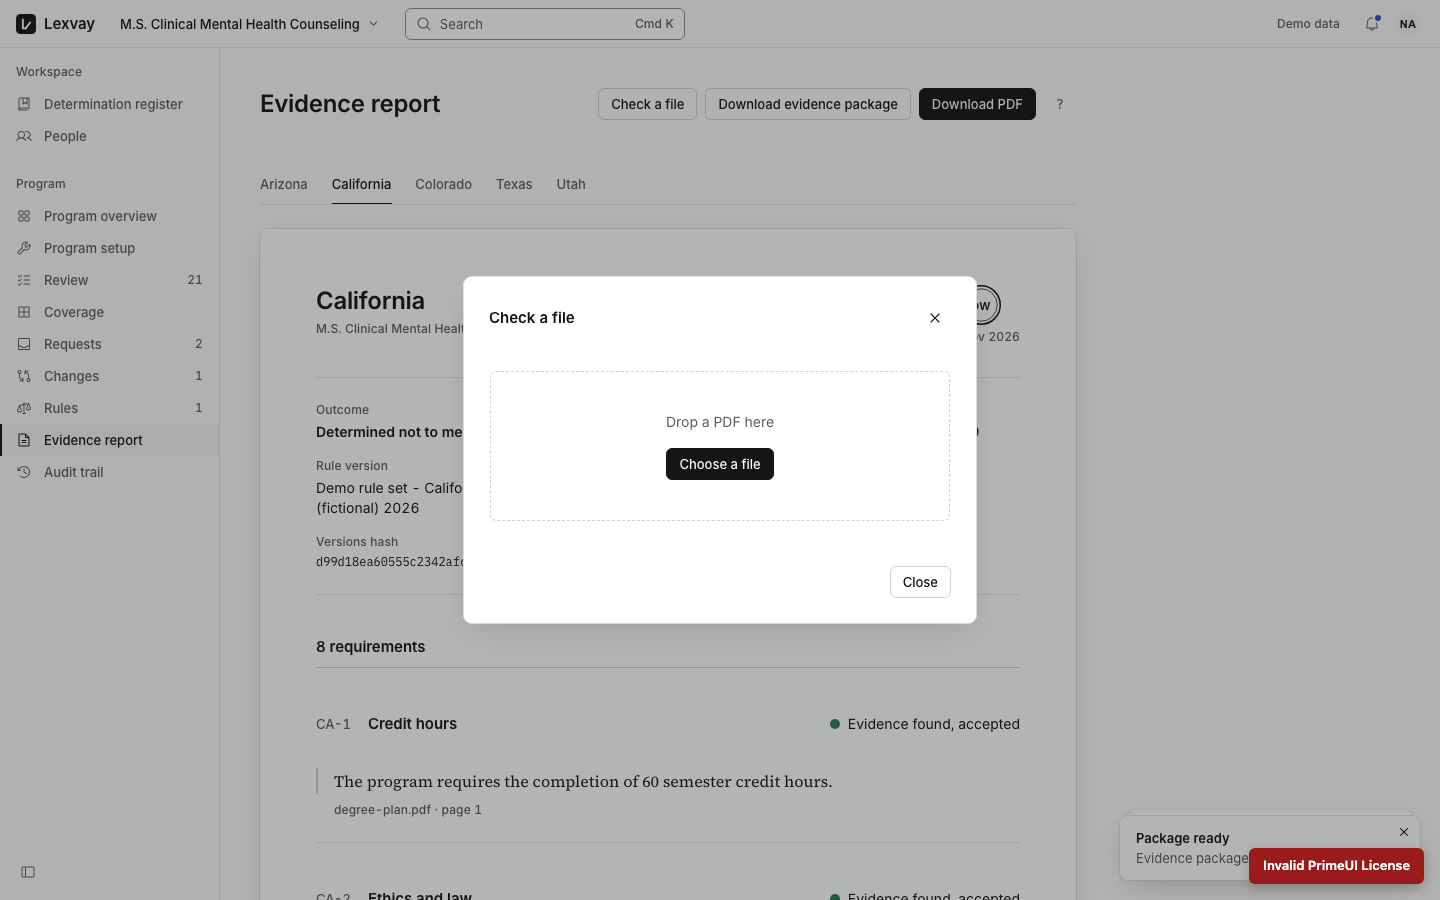 Lexvay
M.S. Clinical Mental Health Counseling
Search
Cmd K
Demo data
NA
Workspace
Determination register
People
Program
Program overview
Program setup
Review 21
Coverage
Requests 2
Changes 1
Rules 1
Evidence report
Audit trail
Evidence report
Check a file
Download evidence package
Download PDF
?
Arizona
California
Colorado
Texas
Utah
California
M.S. Clinical Mental
2026
Outcome
Determined not to
Rule version
Demo rule set -
(fictional) 2026
Versions hash
Check a file
Drop a PDF here
Choose a file
Close
8 requirements
CA-1 Credit hours
Evidence found, accepted
The program requires the completion of 60 semester credit hours.
degree-plan.pdf · page 1
CA-2 Ethics and law
Evidence found, accepted
Package ready
Evidence package
Invalid PrimeUI License